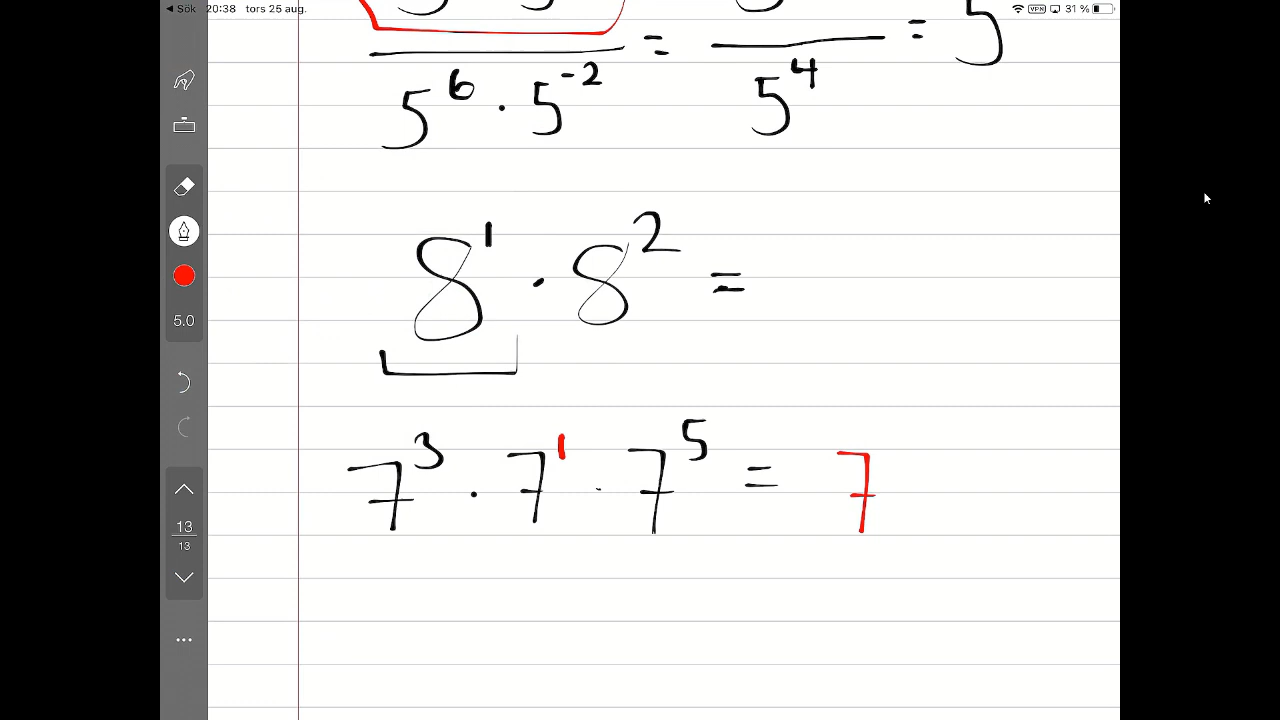 Sök 20:38 tors 25 aug. VPN 31 %
= =  5
5⁶ · 5⁻² 5⁴
8¹ · 8² =
7³ · 7¹ · 7⁵ = 7
5.0
13
13